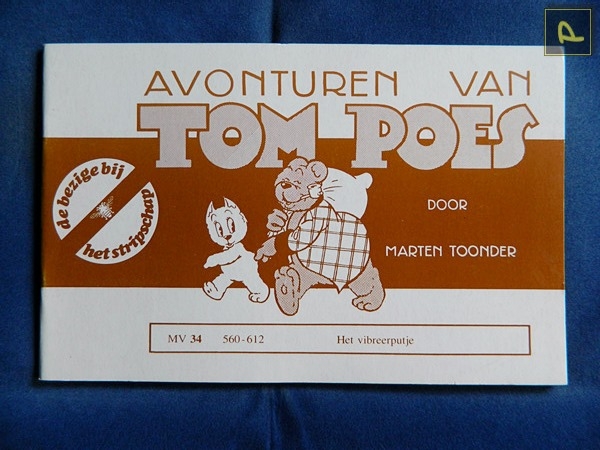 AVONTUREN VAN
TOM POES
de bezige bij
het stripschap
DOOR
MARTEN TOONDER
MV 34 560-612 Het vibreerputje
P